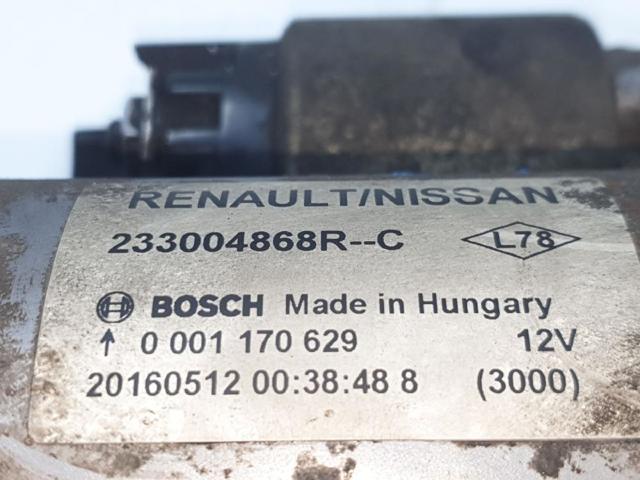 RENAULT/NISSAN
233004868R--C L78
BOSCH Made in Hungary
↑ 0 001 170 629 12V
20160512 00:38:48 8 (3000)